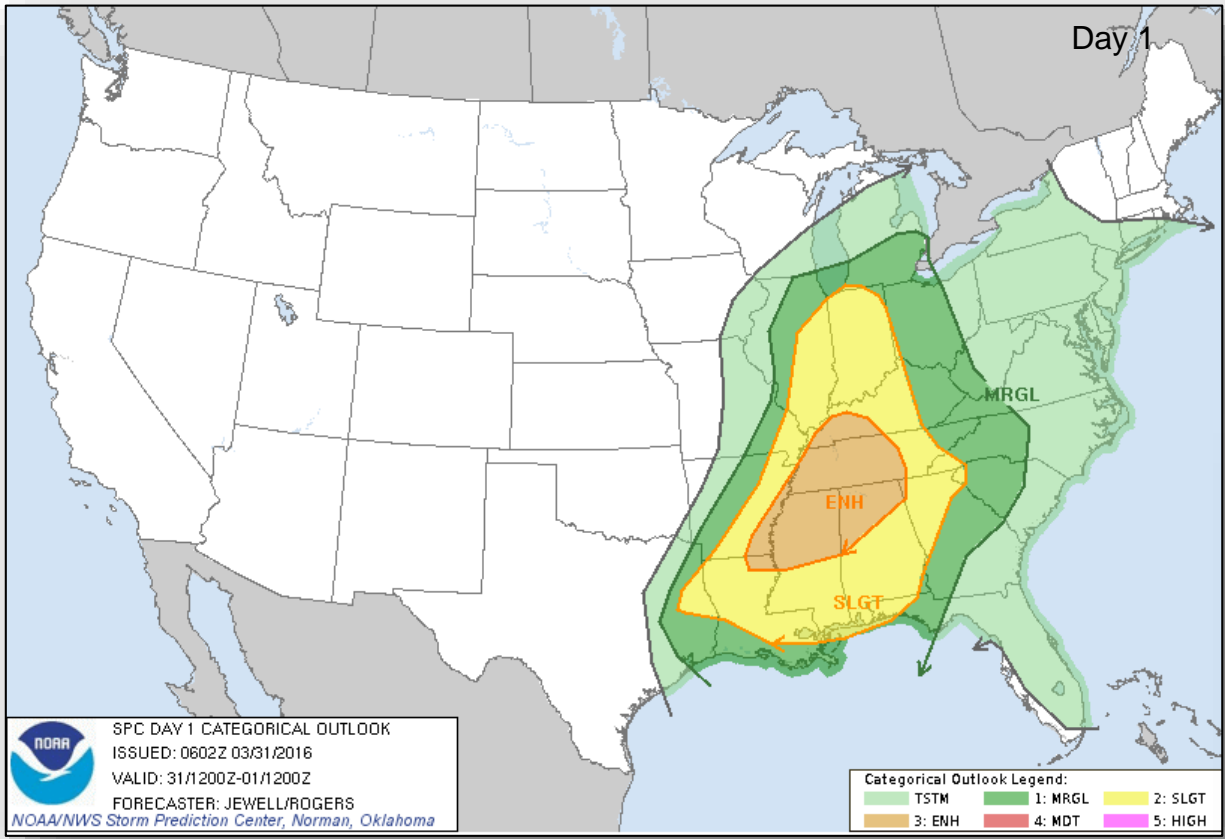 Day 1
MRGL
ENH
SLGT
NOAA
SPC DAY 1 CATEGORICAL OUTLOOK
ISSUED: 0602Z 03/31/2016
VALID: 31/1200Z-01/1200Z
FORECASTER: JEWELL/ROGERS
NOAA/NWS Storm Prediction Center, Norman, Oklahoma
Categorical Outlook Legend:
TSTM 1: MRGL 2: SLGT
3: ENH 4: MDT 5: HIGH